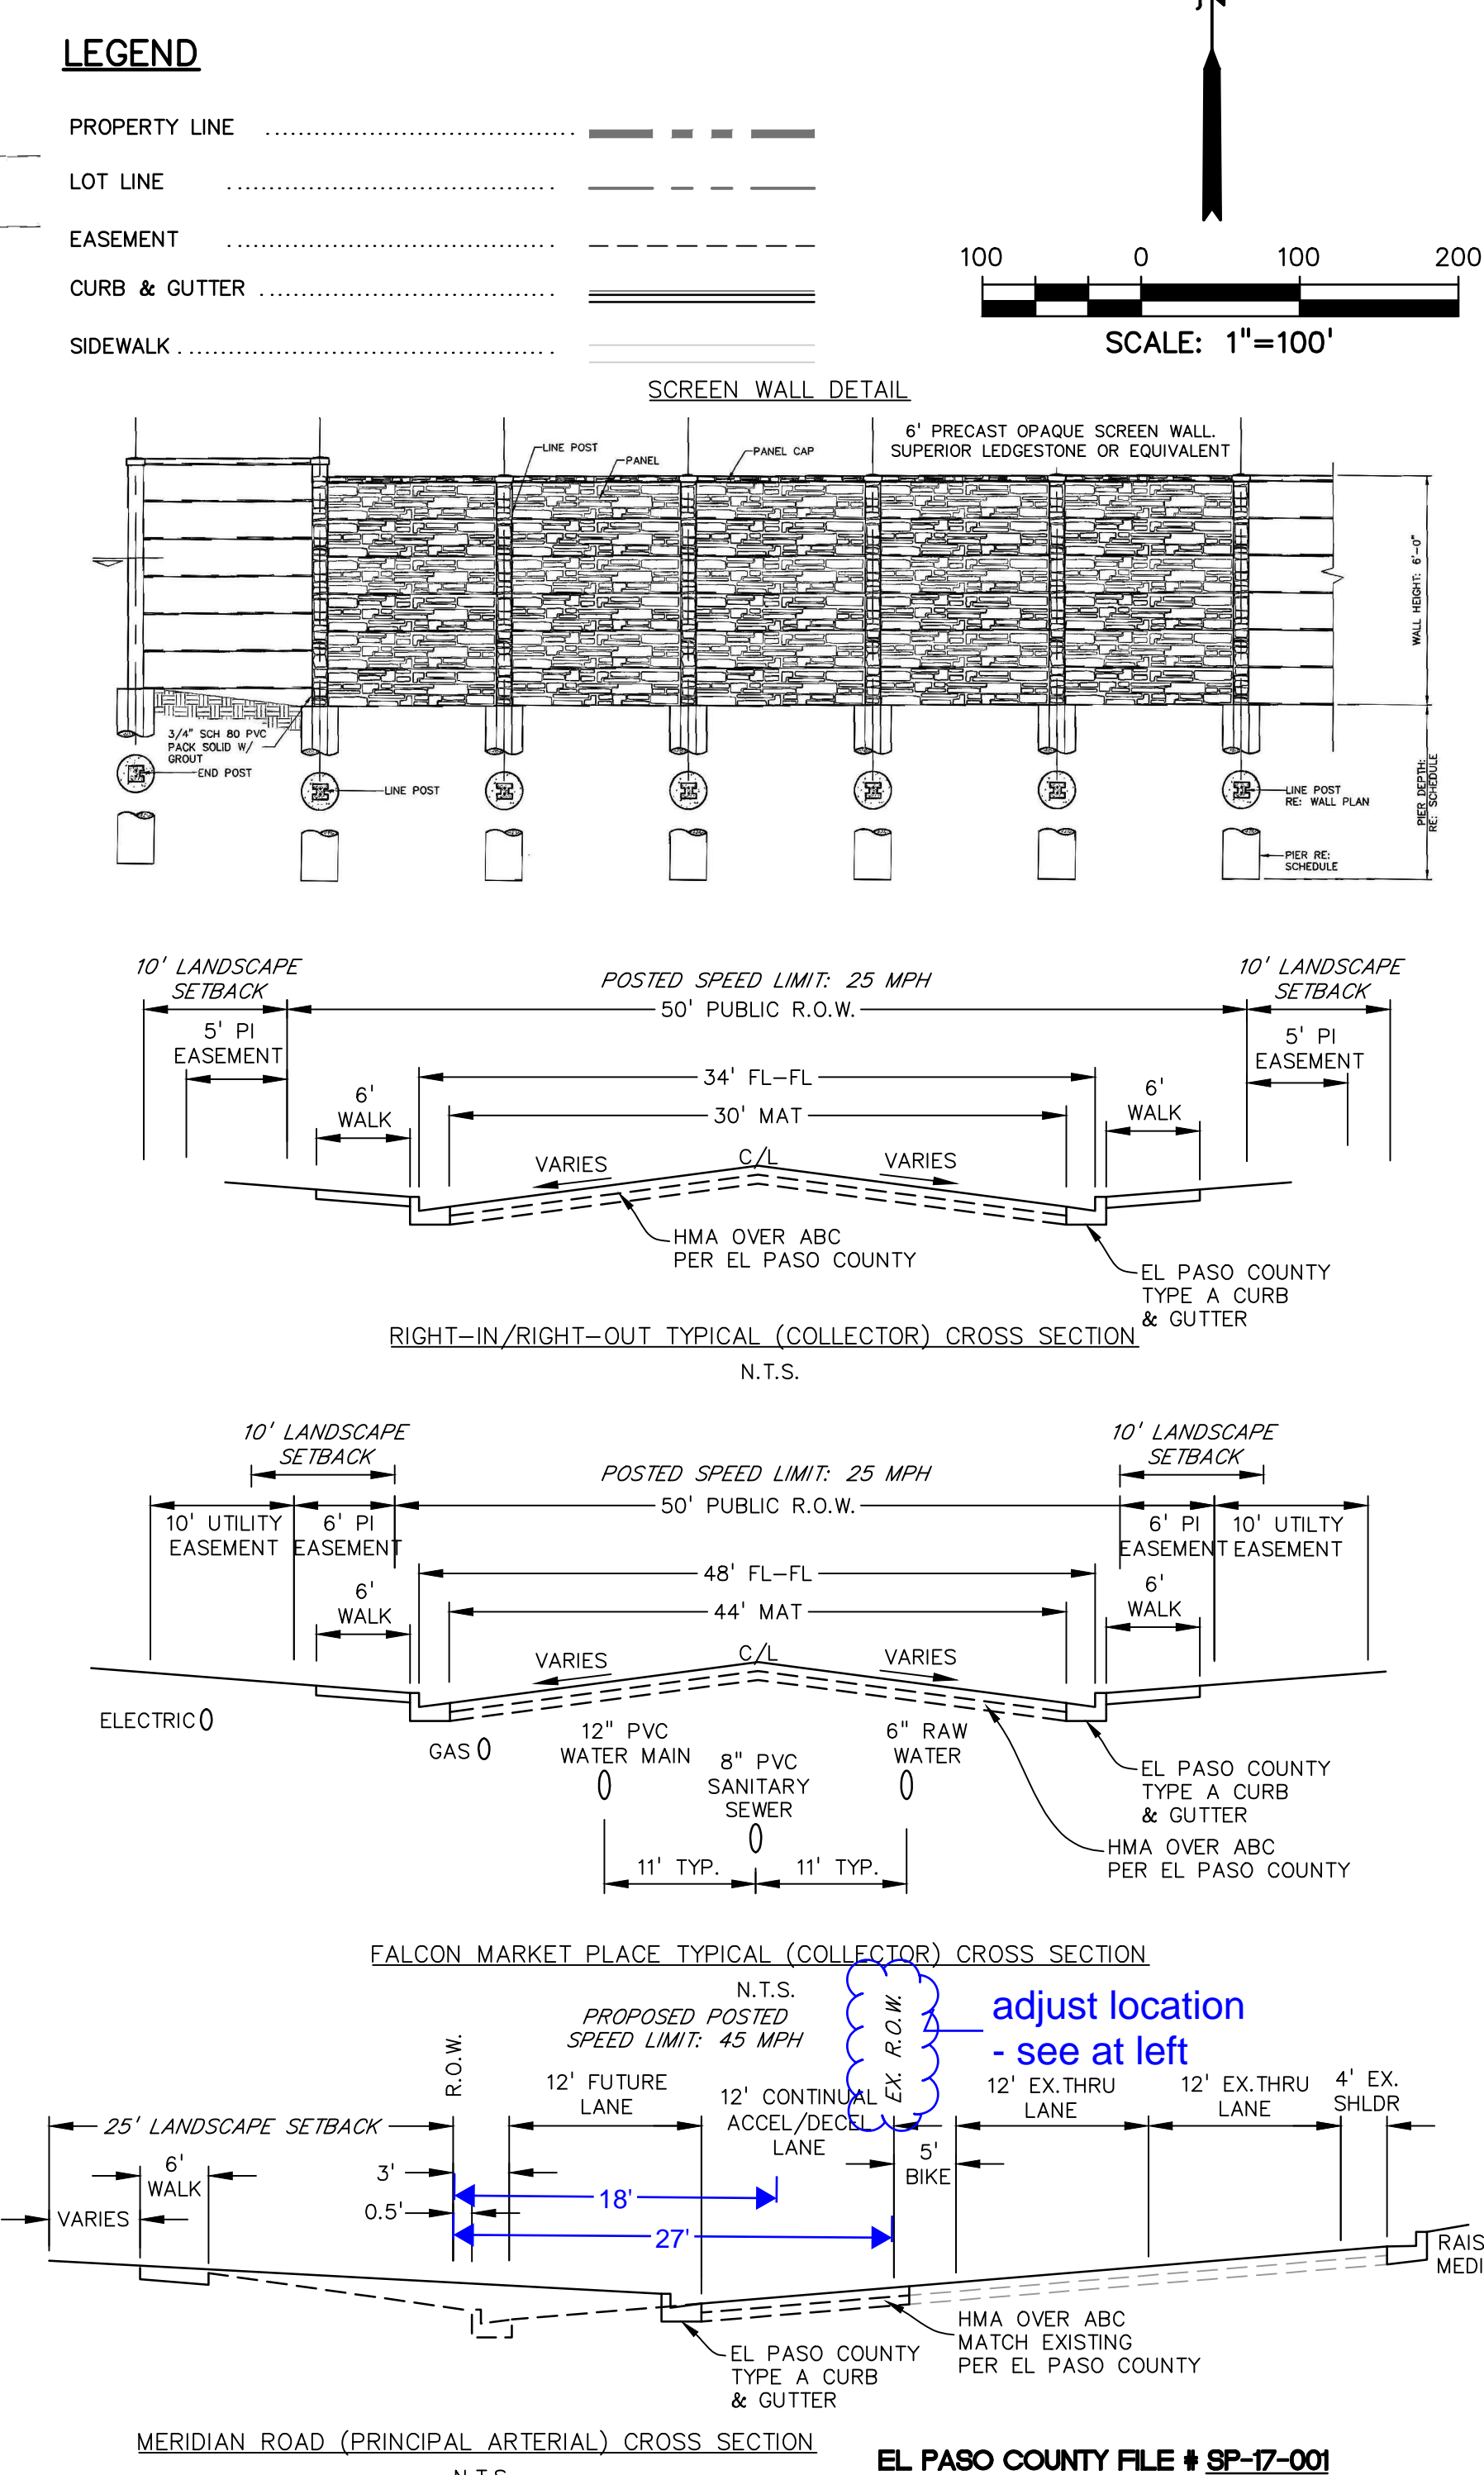 LEGEND
PROPERTY LINE
LOT LINE
EASEMENT
CURB & GUTTER
SIDEWALK
100 0 100 200
SCALE: 1"=100'
SCREEN WALL DETAIL
6' PRECAST OPAQUE SCREEN WALL.
SUPERIOR LEDGESTONE OR EQUIVALENT
LINE POST
PANEL
PANEL CAP
WALL HEIGHT: 6'-0"
3/4" SCH 80 PVC
PACK SOLID W/
GROUT
END POST
LINE POST
LINE POST
RE: WALL PLAN
PIER DEPTH:
RE: SCHEDULE
PIER RE:
SCHEDULE
10' LANDSCAPE
SETBACK
POSTED SPEED LIMIT: 25 MPH
10' LANDSCAPE
SETBACK
50' PUBLIC R.O.W.
5' PI
EASEMENT
5' PI
EASEMENT
34' FL-FL
6'
WALK
30' MAT
6'
WALK
VARIES
C/L
VARIES
HMA OVER ABC
PER EL PASO COUNTY
EL PASO COUNTY
TYPE A CURB
& GUTTER
RIGHT-IN/RIGHT-OUT TYPICAL (COLLECTOR) CROSS SECTION
N.T.S.
10' LANDSCAPE
SETBACK
POSTED SPEED LIMIT: 25 MPH
10' LANDSCAPE
SETBACK
50' PUBLIC R.O.W.
10' UTILITY
EASEMENT
6' PI
EASEMENT
6' PI
EASEMENT
10' UTILTY
EASEMENT
48' FL-FL
6'
WALK
44' MAT
6'
WALK
VARIES
C/L
VARIES
ELECTRIC
GAS
12" PVC
WATER MAIN
8" PVC
SANITARY
SEWER
6" RAW
WATER
EL PASO COUNTY
TYPE A CURB
& GUTTER
HMA OVER ABC
PER EL PASO COUNTY
11' TYP.
11' TYP.
FALCON MARKET PLACE TYPICAL (COLLECTOR) CROSS SECTION
N.T.S.
PROPOSED POSTED
SPEED LIMIT: 45 MPH
R.O.W.
EX. R.O.W.
adjust location
- see at left
25' LANDSCAPE SETBACK
12' FUTURE
LANE
12' CONTINUAL
ACCEL/DECEL
LANE
12' EX.THRU
LANE
12' EX.THRU
LANE
4' EX.
SHLDR
6'
WALK
5'
BIKE
3'
18'
VARIES
0.5'
27'
RAIS
MEDI
HMA OVER ABC
MATCH EXISTING
PER EL PASO COUNTY
EL PASO COUNTY
TYPE A CURB
& GUTTER
MERIDIAN ROAD (PRINCIPAL ARTERIAL) CROSS SECTION
N.T.S.
EL PASO COUNTY FILE # SP-17-001